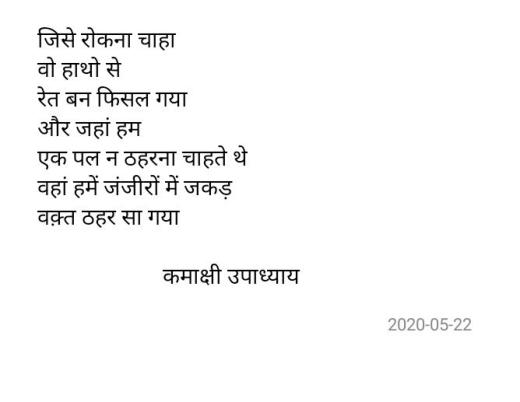 जिसे रोकना चाहा
वो हाथो से
रेत बन फिसल गया
और जहां हम
एक पल न ठहरना चाहते थे
वहां हमें जंजीरों में जकड़
वक़्त ठहर सा गया
कमाक्षी उपाध्याय
2020-05-22